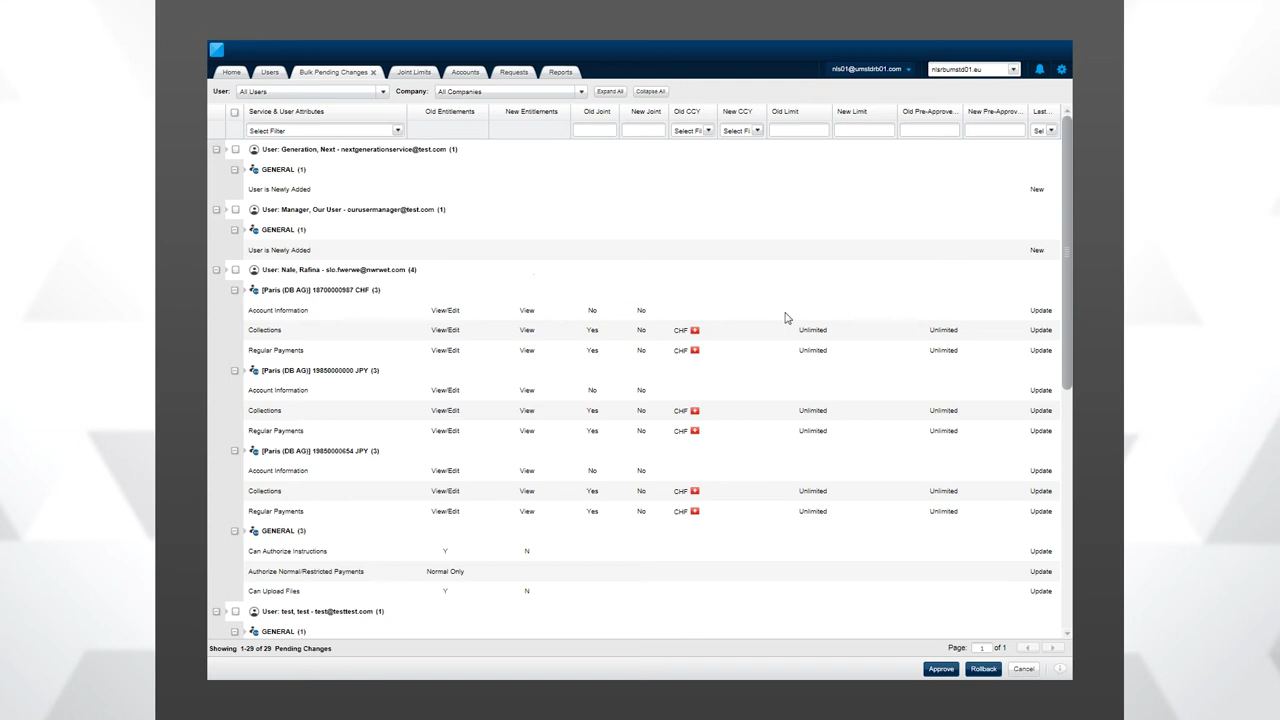 Home Users Bulk Pending Changes × Joint Limits Accounts Requests Reports nls01@umstdrb01.com nlsrbumstd01.eu
User: All Users Company: All Companies Expand All Collapse All
Service & User Attributes Old Entitlements New Entitlements Old Joint New Joint Old CCY New CCY Old Limit New Limit Old Pre-Approve... New Pre-Approv... Last...
Select Filter Select Fi Select Fi Sel
User: Generation, Next - nextgenerationservice@test.com (1)
GENERAL (1)
User is Newly Added New
User: Manager, Our User - ourusermanager@test.com (1)
GENERAL (1)
User is Newly Added New
User: Nale, Rafina - slc.fwerwe@nwrwet.com (4)
[Paris (DB AG)] 18700000987 CHF (3)
Account Information View/Edit View No No Update
Collections View/Edit View Yes No CHF Unlimited Unlimited Update
Regular Payments View/Edit View Yes No CHF Unlimited Unlimited Update
[Paris (DB AG)] 19850000000 JPY (3)
Account Information View/Edit View No No Update
Collections View/Edit View Yes No CHF Unlimited Unlimited Update
Regular Payments View/Edit View Yes No CHF Unlimited Unlimited Update
[Paris (DB AG)] 19850000654 JPY (3)
Account Information View/Edit View No No Update
Collections View/Edit View Yes No CHF Unlimited Unlimited Update
Regular Payments View/Edit View Yes No CHF Unlimited Unlimited Update
GENERAL (3)
Can Authorize Instructions Y N Update
Authorize Normal/Restricted Payments Normal Only Update
Can Upload Files Y N Update
User: test, test - test@testtest.com (1)
GENERAL (1)
Showing 1-29 of 29 Pending Changes Page: 1 of 1
Approve Rollback Cancel